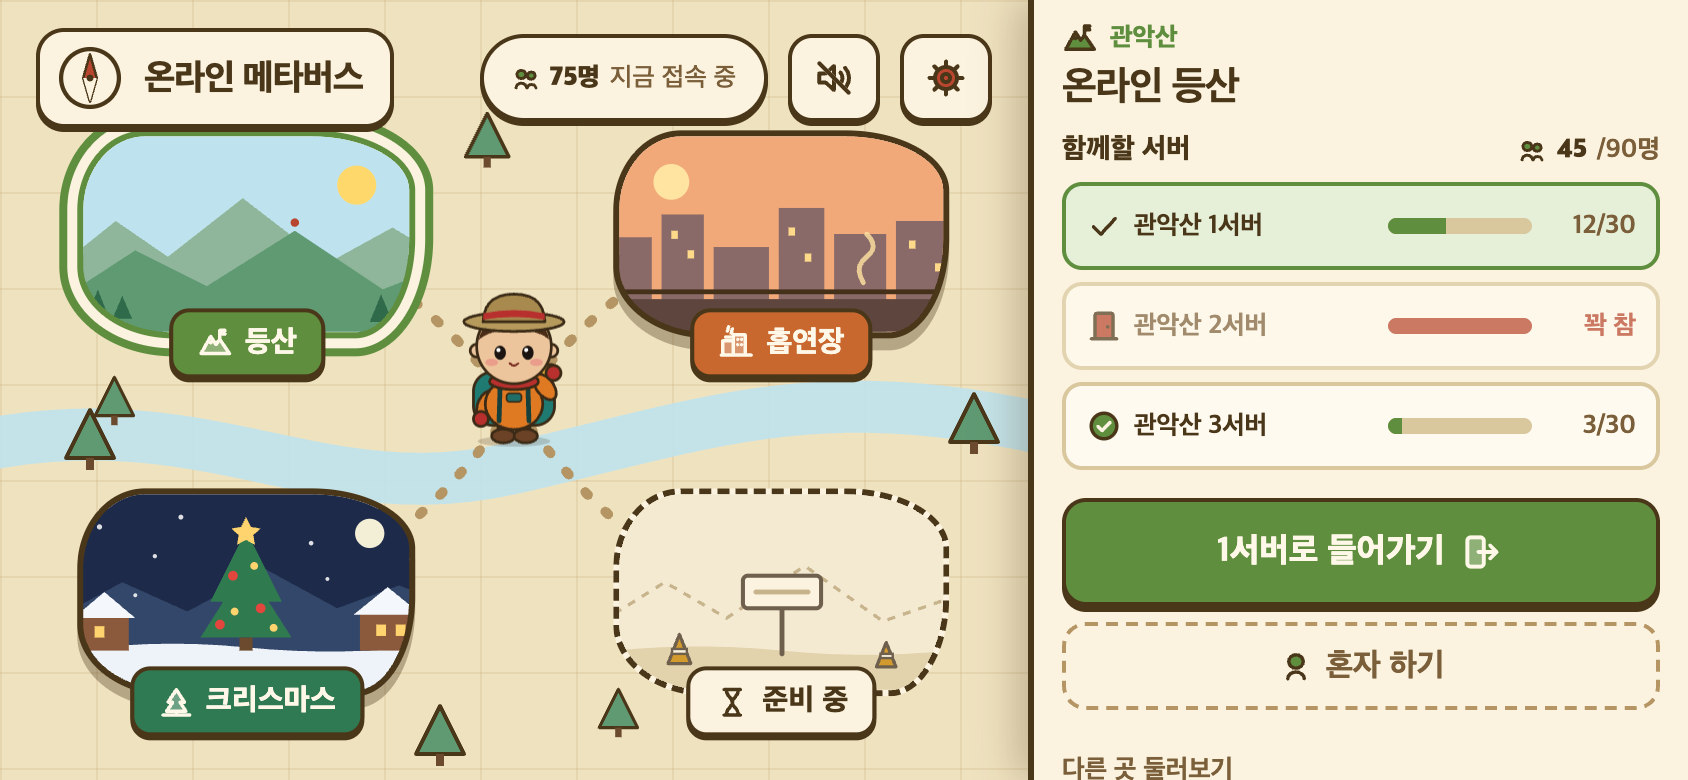 온라인 메타버스
75명 지금 접속 중
등산
흡연장
크리스마스
준비 중
관악산
온라인 등산
함께할 서버
45 /90명
관악산 1서버
12/30
관악산 2서버
꽉 참
관악산 3서버
3/30
1서버로 들어가기
혼자 하기
다른 곳 둘러보기